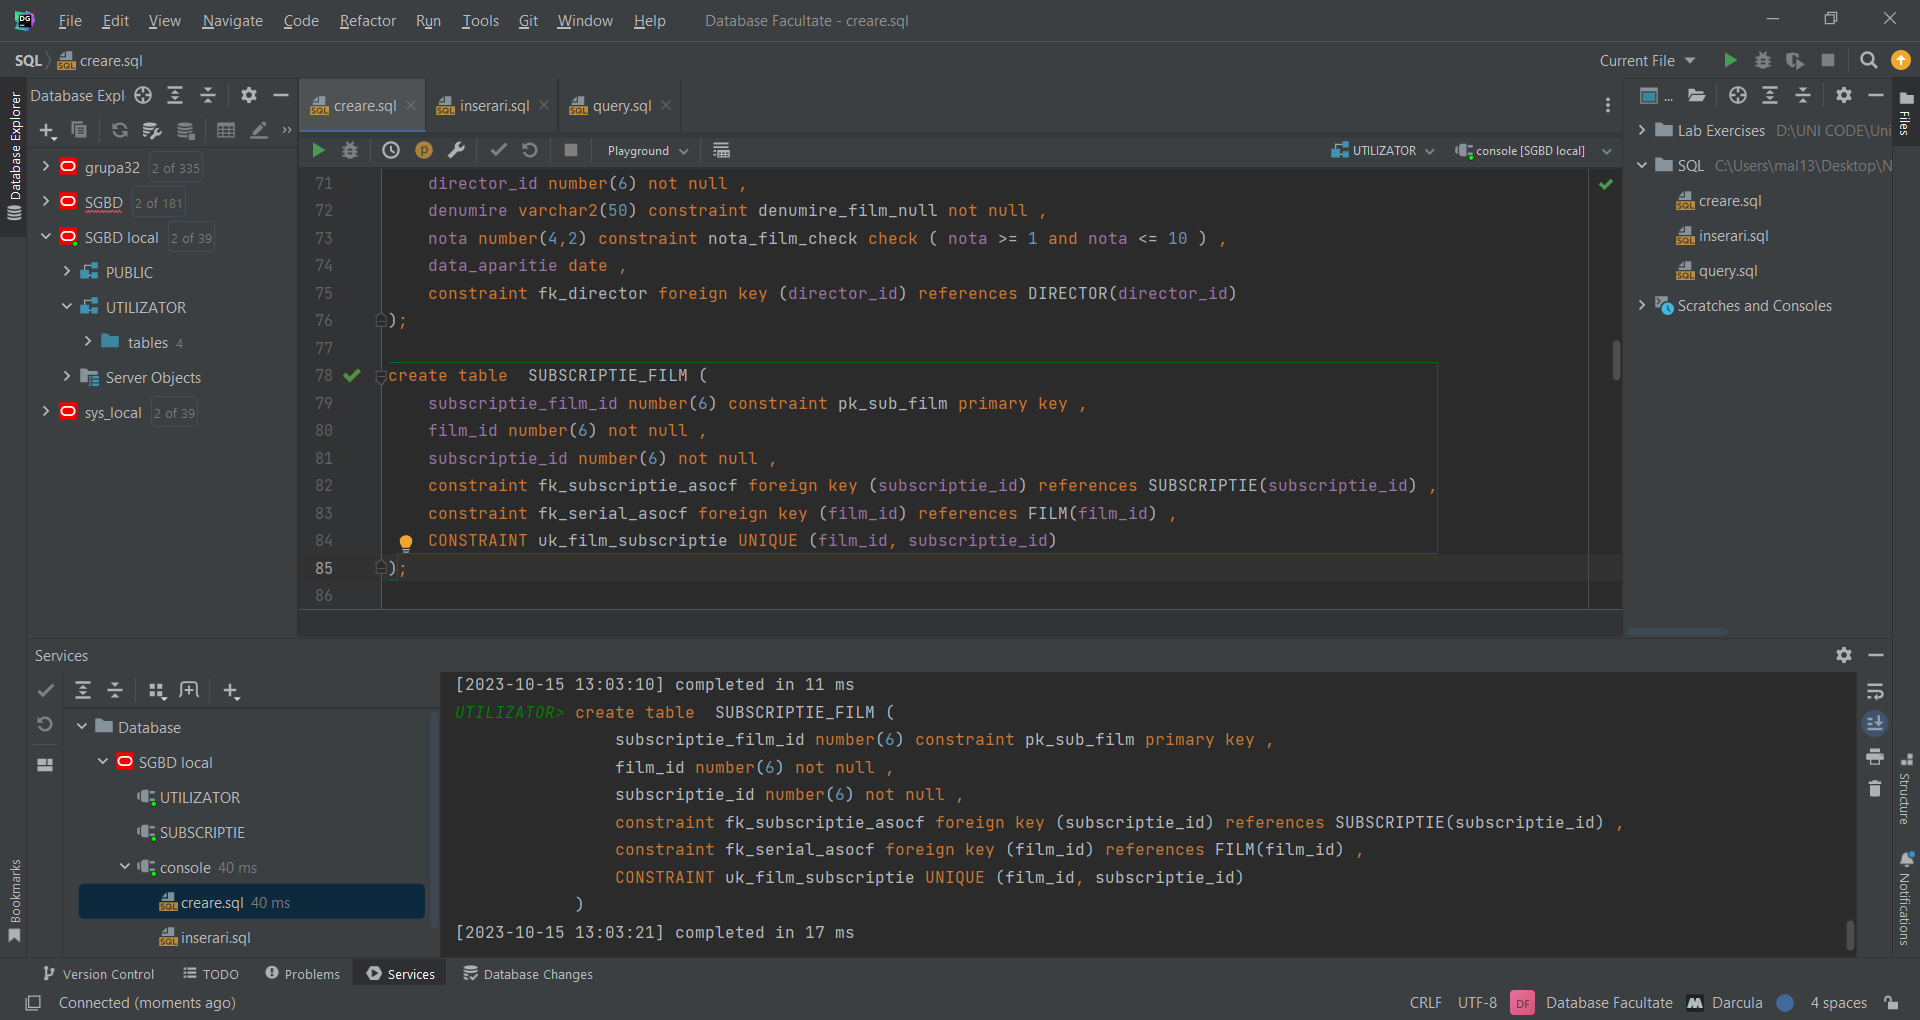 DG File Edit View Navigate Code Refactor Run Tools Git Window Help Database Facultate - creare.sql
SQL creare.sql Current File
Database Expl
creare.sql inserari.sql query.sql
Playground UTILIZATOR console [SGBD local]
Database Explorer
grupa32 2 of 335
SGBD 2 of 181
SGBD local 2 of 39
PUBLIC
UTILIZATOR
tables 4
Server Objects
sys_local 2 of 39
71 director_id number(6) not null ,
72 denumire varchar2(50) constraint denumire_film_null not null ,
73 nota number(4,2) constraint nota_film_check check ( nota >= 1 and nota <= 10 ) ,
74 data_aparitie date ,
75 constraint fk_director foreign key (director_id) references DIRECTOR(director_id)
76 );
77
78 create table  SUBSCRIPTIE_FILM (
79 subscriptie_film_id number(6) constraint pk_sub_film primary key ,
80 film_id number(6) not null ,
81 subscriptie_id number(6) not null ,
82 constraint fk_subscriptie_asocf foreign key (subscriptie_id) references SUBSCRIPTIE(subscriptie_id) ,
83 constraint fk_serial_asocf foreign key (film_id) references FILM(film_id) ,
84 CONSTRAINT uk_film_subscriptie UNIQUE (film_id, subscriptie_id)
85 );
86
...
Lab Exercises D:\UNI CODE\Uni
SQL C:\Users\mal13\Desktop\N
creare.sql
inserari.sql
query.sql
Scratches and Consoles
Files
Services
Database
SGBD local
UTILIZATOR
SUBSCRIPTIE
console 40 ms
creare.sql 40 ms
inserari.sql
[2023-10-15 13:03:10] completed in 11 ms
UTILIZATOR> create table  SUBSCRIPTIE_FILM (
subscriptie_film_id number(6) constraint pk_sub_film primary key ,
film_id number(6) not null ,
subscriptie_id number(6) not null ,
constraint fk_subscriptie_asocf foreign key (subscriptie_id) references SUBSCRIPTIE(subscriptie_id) ,
constraint fk_serial_asocf foreign key (film_id) references FILM(film_id) ,
CONSTRAINT uk_film_subscriptie UNIQUE (film_id, subscriptie_id)
)
[2023-10-15 13:03:21] completed in 17 ms
Bookmarks
Structure
Notifications
Version Control TODO Problems Services Database Changes
Connected (moments ago) CRLF UTF-8 DF Database Facultate Darcula 4 spaces